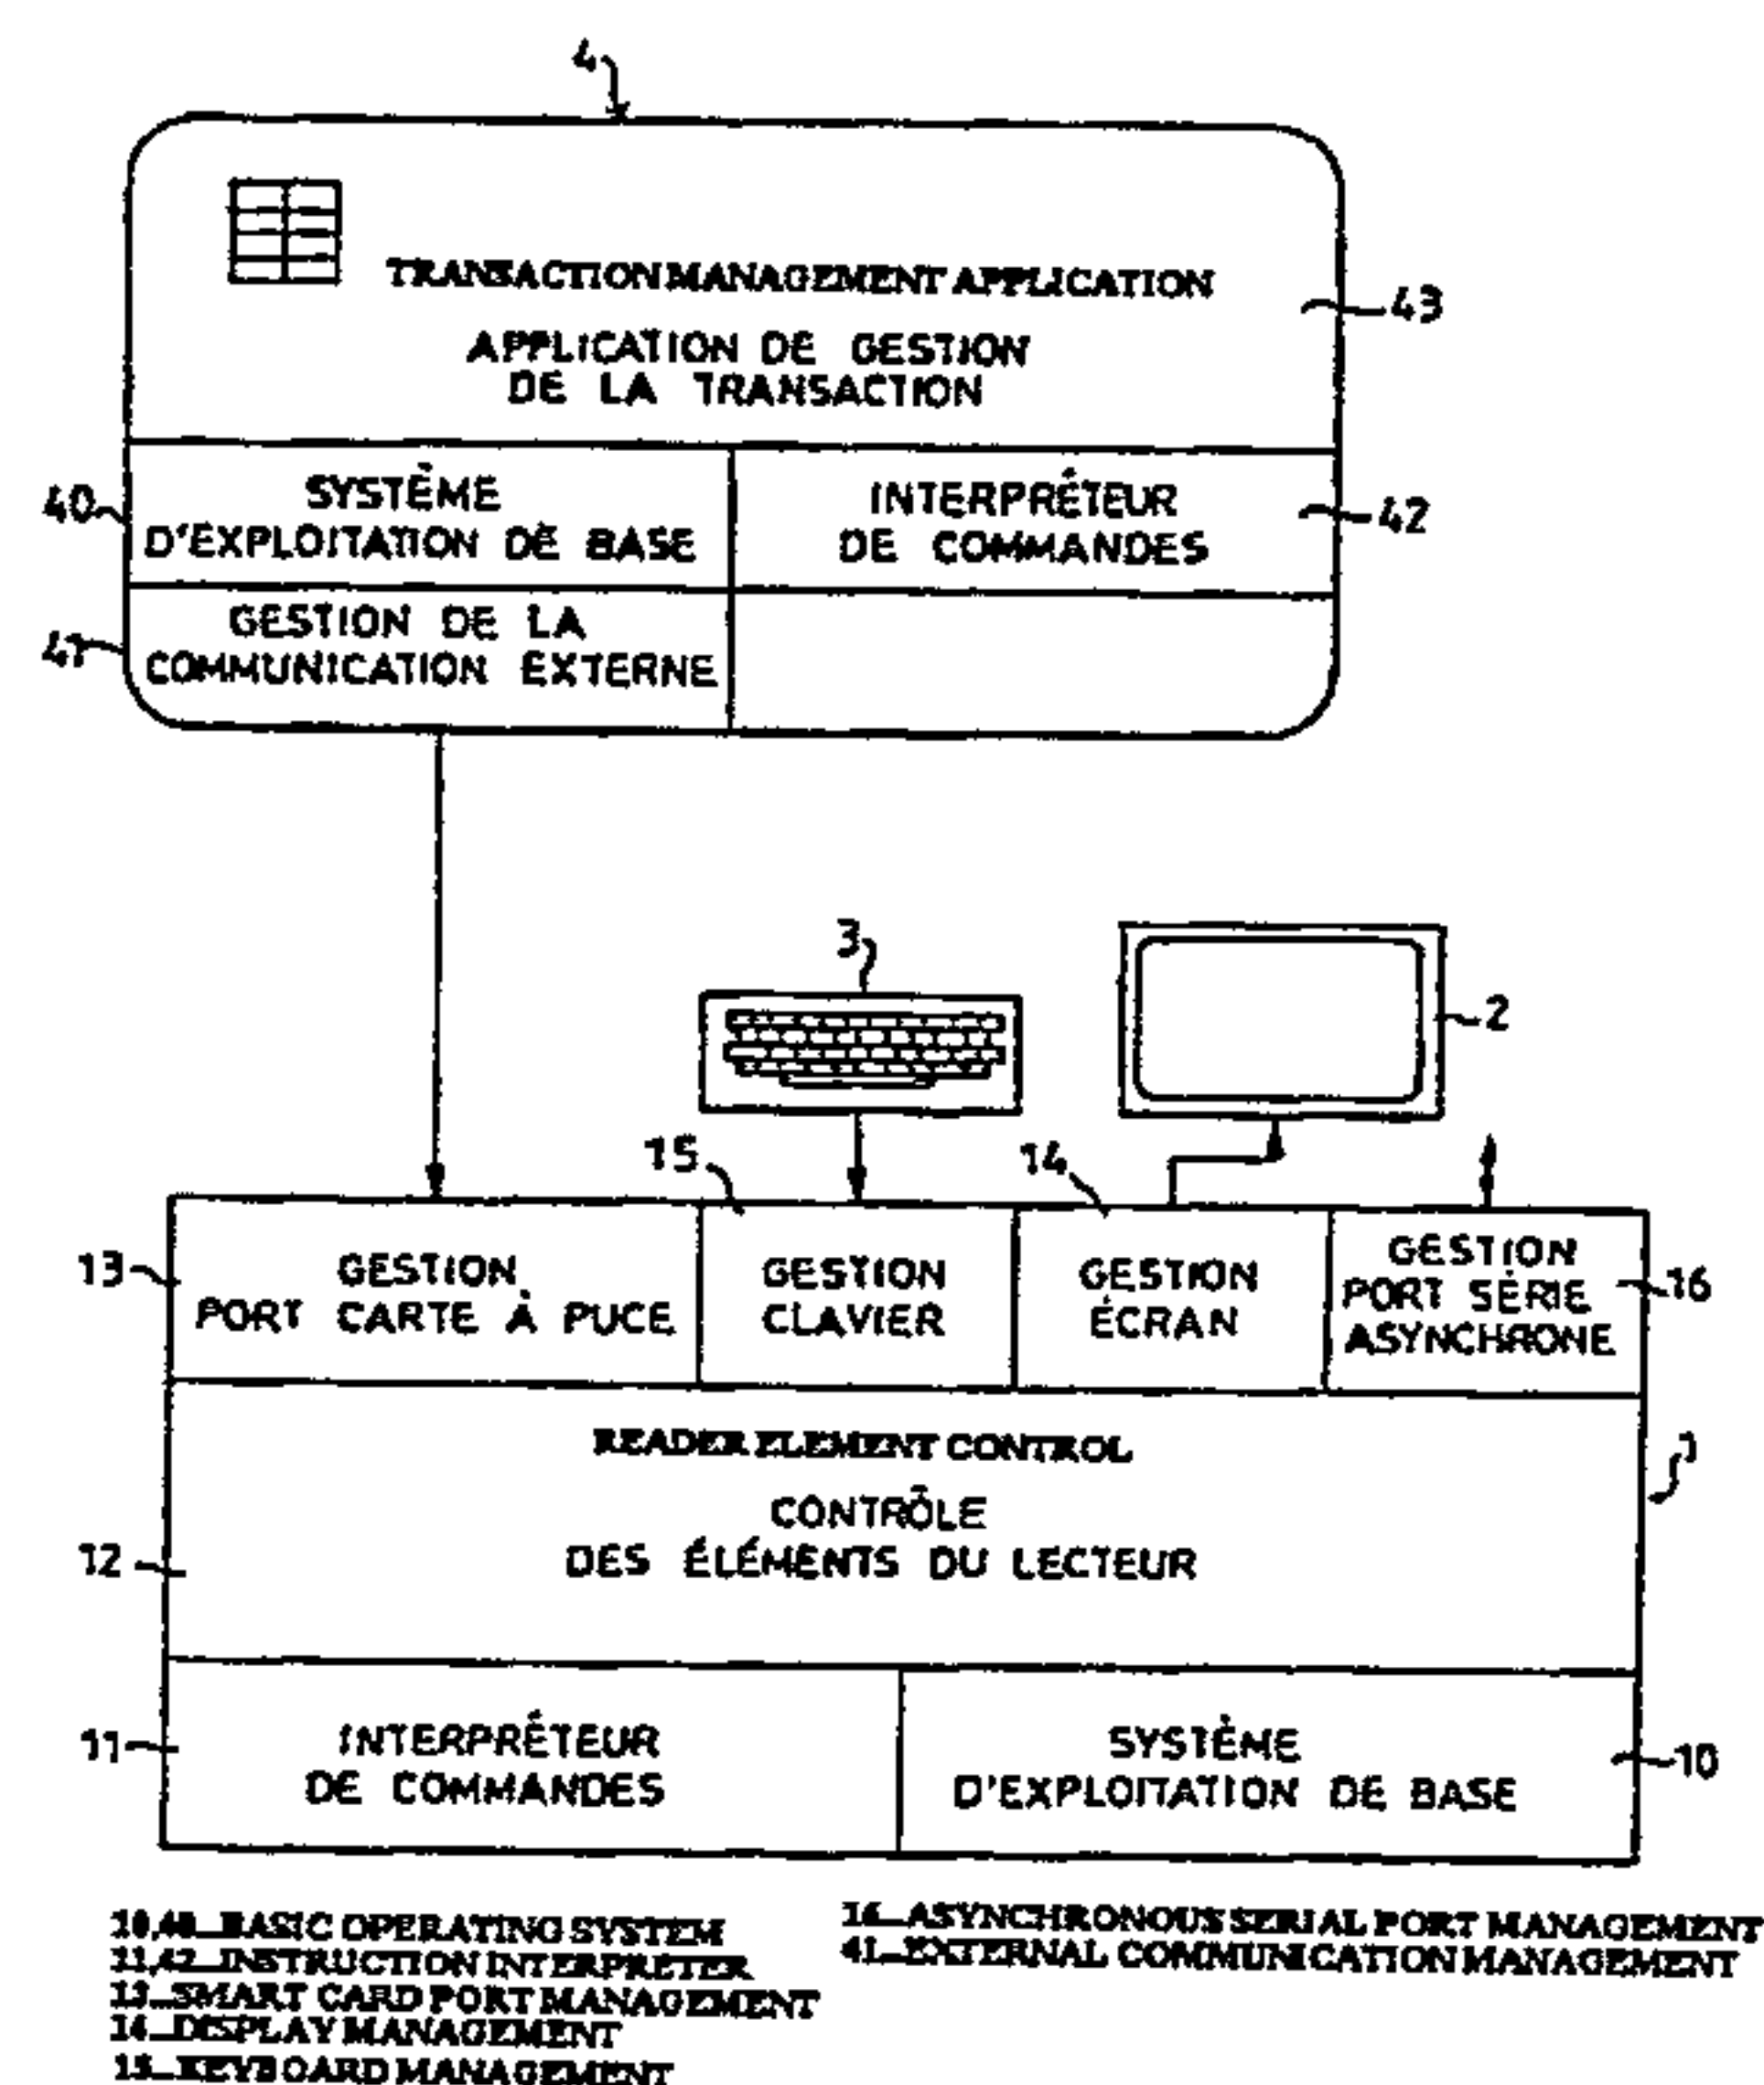 4
TRANSACTION MANAGEMENT APPLICATION
43
APPLICATION DE GESTION
DE LA TRANSACTION
40
SYSTÈME
D'EXPLOITATION DE BASE
INTERPRÉTEUR
DE COMMANDES
42
41
GESTION DE LA
COMMUNICATION EXTERNE
3
2
15
14
13
GESTION
PORT CARTE À PUCE
GESTION
CLAVIER
GESTION
ÉCRAN
GESTION
PORT SÉRIE
ASYNCHRONE
16
READER ELEMENT CONTROL
CONTRÔLE
DES ÉLÉMENTS DU LECTEUR
1
12
11
INTERPRÉTEUR
DE COMMANDES
SYSTÈME
D'EXPLOITATION DE BASE
10
10,40_BASIC OPERATING SYSTEM
11,42_INSTRUCTION INTERPRETER
13_SMART CARD PORT MANAGEMENT
14_DISPLAY MANAGEMENT
15_KEYBOARD MANAGEMENT
16_ASYNCHRONOUS SERIAL PORT MANAGEMENT
41_EXTERNAL COMMUNICATION MANAGEMENT